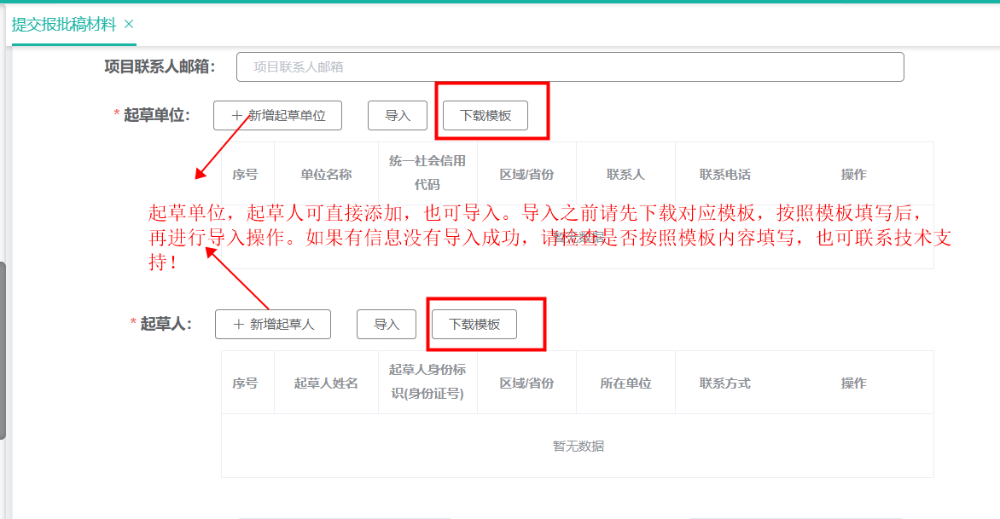 提交报批稿材料 ×
项目联系人邮箱： 项目联系人邮箱
* 起草单位： + 新增起草单位 导入 下载模板
序号 单位名称 统一社会信用代码 区域/省份 联系人 联系电话 操作
起草单位，起草人可直接添加，也可导入。导入之前请先下载对应模板，按照模板填写后，
再进行导入操作。如果有信息没有导入成功，请检查是否按照模板内容填写，也可联系技术支
持！
暂无数据
* 起草人： + 新增起草人 导入 下载模板
序号 起草人姓名 起草人身份标识(身份证号) 区域/省份 所在单位 联系方式 操作
暂无数据